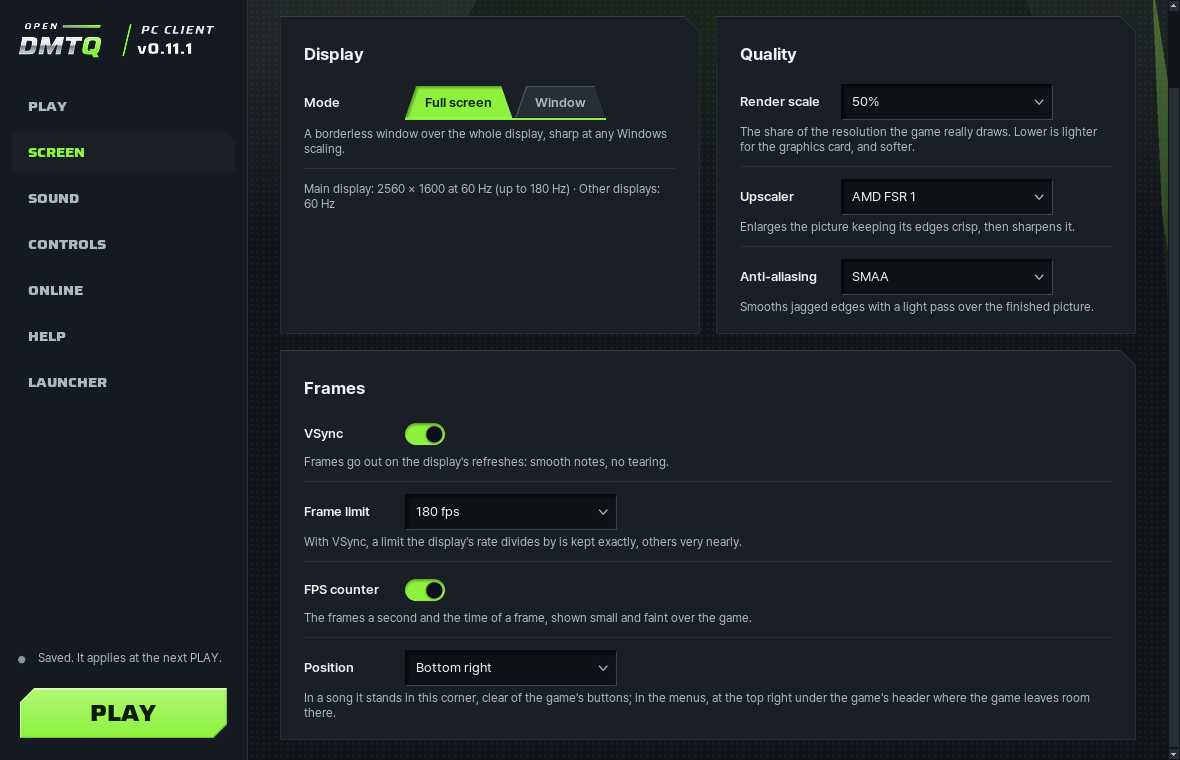 OPEN
DMTQ
PC CLIENT
v0.11.1
PLAY
SCREEN
SOUND
CONTROLS
ONLINE
HELP
LAUNCHER
Saved. It applies at the next PLAY.
PLAY
Display
Mode
Full screen
Window
A borderless window over the whole display, sharp at any Windows
scaling.
Main display: 2560 × 1600 at 60 Hz (up to 180 Hz) · Other displays:
60 Hz
Quality
Render scale
50%
The share of the resolution the game really draws. Lower is lighter
for the graphics card, and softer.
Upscaler
AMD FSR 1
Enlarges the picture keeping its edges crisp, then sharpens it.
Anti-aliasing
SMAA
Smooths jagged edges with a light pass over the finished picture.
Frames
VSync
Frames go out on the display's refreshes: smooth notes, no tearing.
Frame limit
180 fps
With VSync, a limit the display's rate divides by is kept exactly, others very nearly.
FPS counter
The frames a second and the time of a frame, shown small and faint over the game.
Position
Bottom right
In a song it stands in this corner, clear of the game's buttons; in the menus, at the top right under the game's header where the game leaves room
there.